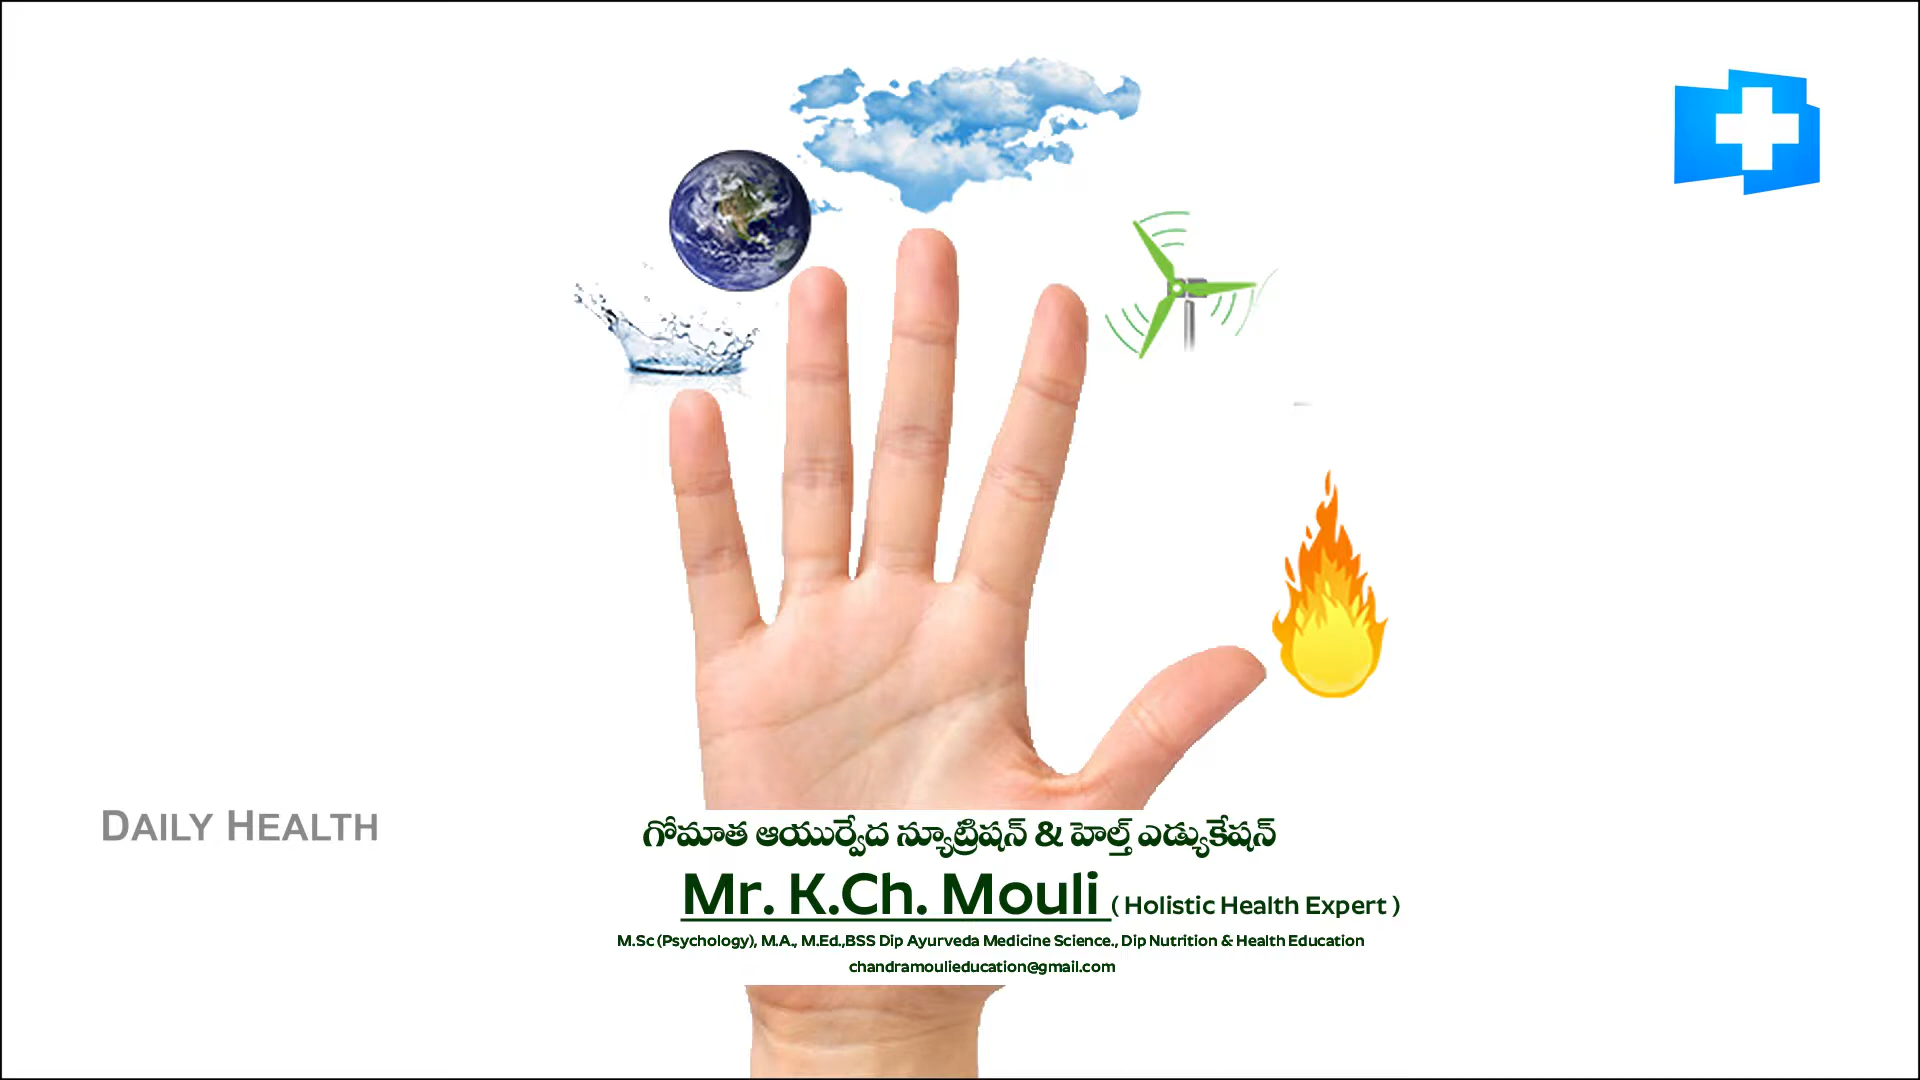 DAILY HEALTH
గోమాత ఆయుర్వేద న్యూట్రిషన్ & హెల్త్ ఎడ్యుకేషన్
Mr. K.Ch. Mouli ( Holistic Health Expert )
M.Sc (Psychology), M.A., M.Ed.,BSS Dip Ayurveda Medicine Science., Dip Nutrition & Health Education
chandramoulieducation@gmail.com